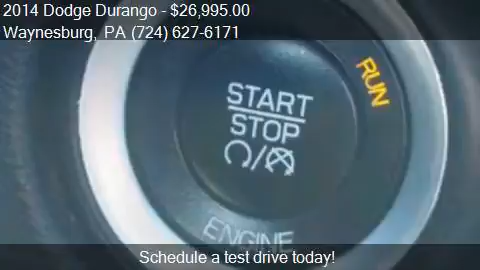 2014 Dodge Durango - $26,995.00
Waynesburg, PA (724) 627-6171
RUN
START
STOP
ENGINE
Schedule a test drive today!